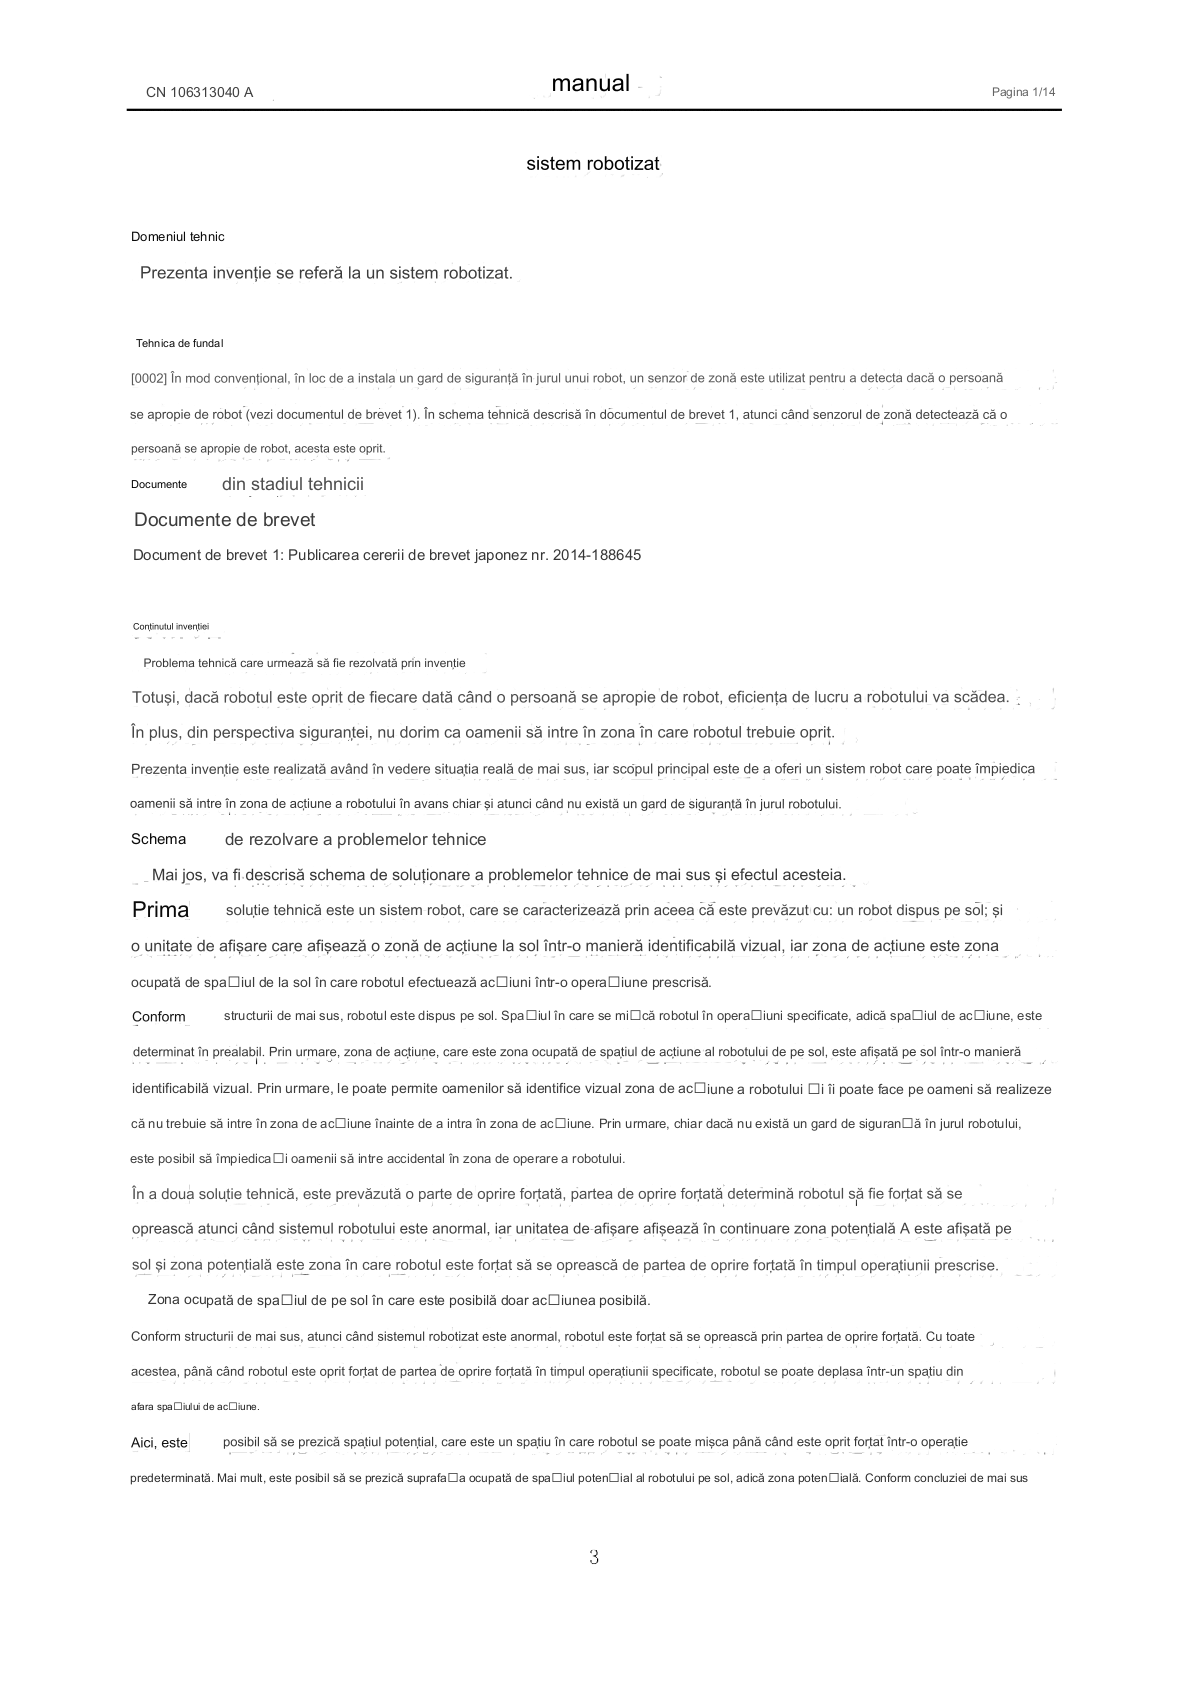 CN 106313040 A
manual
Pagina 1/14
sistem robotizat
Domeniul tehnic
Prezenta invenție se referă la un sistem robotizat.
Tehnica de fundal
[0002] În mod convențional, în loc de a instala un gard de siguranță în jurul unui robot, un senzor de zonă este utilizat pentru a detecta dacă o persoană
se apropie de robot (vezi documentul de brevet 1). În schema tehnică descrisă în documentul de brevet 1, atunci când senzorul de zonă detectează că o
persoană se apropie de robot, acesta este oprit.
Documente din stadiul tehnicii
Documente de brevet
Document de brevet 1: Publicarea cererii de brevet japonez nr. 2014-188645
Conținutul invenției
Problema tehnică care urmează să fie rezolvată prin invenție
Totuși, dacă robotul este oprit de fiecare dată când o persoană se apropie de robot, eficiența de lucru a robotului va scădea.
În plus, din perspectiva siguranței, nu dorim ca oamenii să intre în zona în care robotul trebuie oprit.
Prezenta invenție este realizată având în vedere situația reală de mai sus, iar scopul principal este de a oferi un sistem robot care poate împiedica
oamenii să intre în zona de acțiune a robotului în avans chiar și atunci când nu există un gard de siguranță în jurul robotului.
Schema de rezolvare a problemelor tehnice
Mai jos, va fi descrisă schema de soluționare a problemelor tehnice de mai sus și efectul acesteia.
Prima soluție tehnică este un sistem robot, care se caracterizează prin aceea că este prevăzut cu: un robot dispus pe sol; și
o unitate de afișare care afișează o zonă de acțiune la sol într-o manieră identificabilă vizual, iar zona de acțiune este zona
ocupată de spa□iul de la sol în care robotul efectuează ac□iuni într-o opera□iune prescrisă.
Conform structurii de mai sus, robotul este dispus pe sol. Spa□iul în care se mi□că robotul în opera□iuni specificate, adică spa□iul de ac□iune, este
determinat în prealabil. Prin urmare, zona de acțiune, care este zona ocupată de spațiul de acțiune al robotului de pe sol, este afișată pe sol într-o manieră
identificabilă vizual. Prin urmare, le poate permite oamenilor să identifice vizual zona de ac□iune a robotului □i îi poate face pe oameni să realizeze
că nu trebuie să intre în zona de ac□iune înainte de a intra în zona de ac□iune. Prin urmare, chiar dacă nu există un gard de siguran□ă în jurul robotului,
este posibil să împiedica□i oamenii să intre accidental în zona de operare a robotului.
În a doua soluție tehnică, este prevăzută o parte de oprire forțată, partea de oprire forțată determină robotul să fie forțat să se
oprească atunci când sistemul robotului este anormal, iar unitatea de afișare afișează în continuare zona potențială A este afișată pe
sol și zona potențială este zona în care robotul este forțat să se oprească de partea de oprire forțată în timpul operațiunii prescrise.
Zona ocupată de spa□iul de pe sol în care este posibilă doar ac□iunea posibilă.
Conform structurii de mai sus, atunci când sistemul robotizat este anormal, robotul este forțat să se oprească prin partea de oprire forțată. Cu toate
acestea, până când robotul este oprit forțat de partea de oprire forțată în timpul operațiunii specificate, robotul se poate deplasa într-un spațiu din
afara spa□iului de ac□iune.
Aici, este posibil să se prezică spațiul potențial, care este un spațiu în care robotul se poate mișca până când este oprit forțat într-o operație
predeterminată. Mai mult, este posibil să se prezică suprafa□a ocupată de spa□iul poten□ial al robotului pe sol, adică zona poten□ială. Conform concluziei de mai sus
3